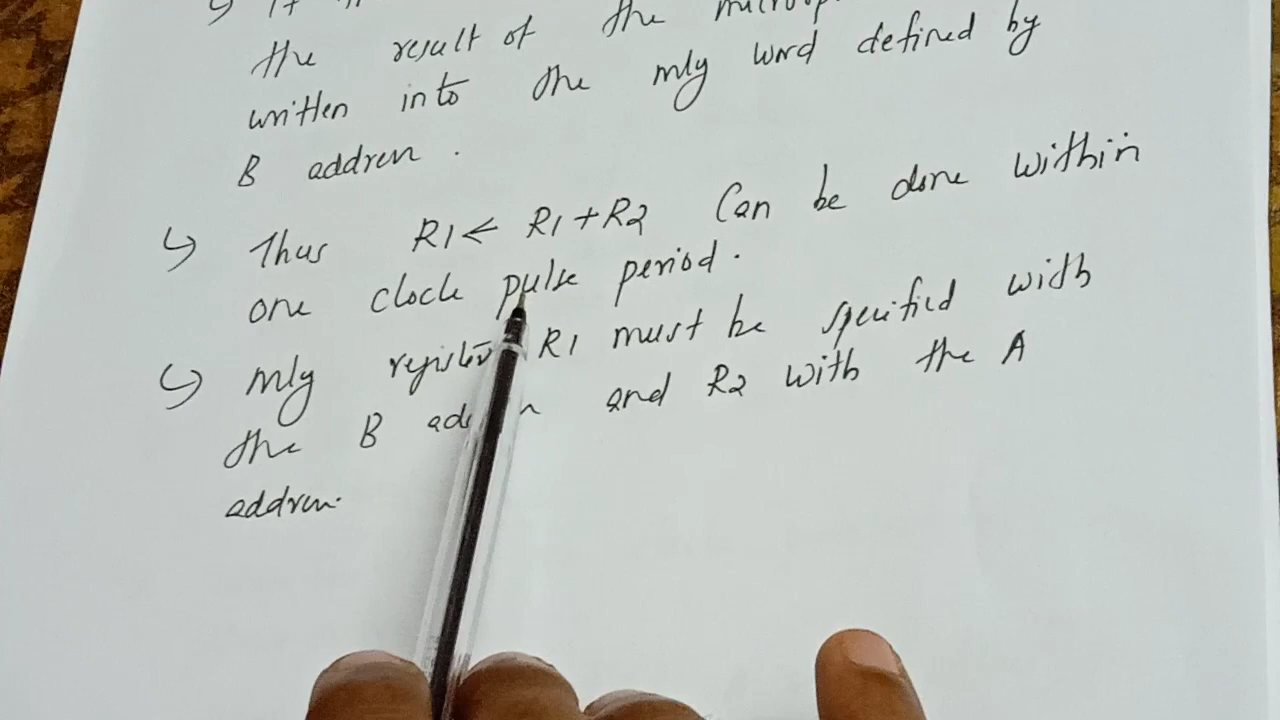 the result of the
written into the mly word defined by
B address.
Thus R1 ← R1 + R2 Can be done within
one clock pulse period.
mly register R1 must be specified with
the B and R2 with the A
address.